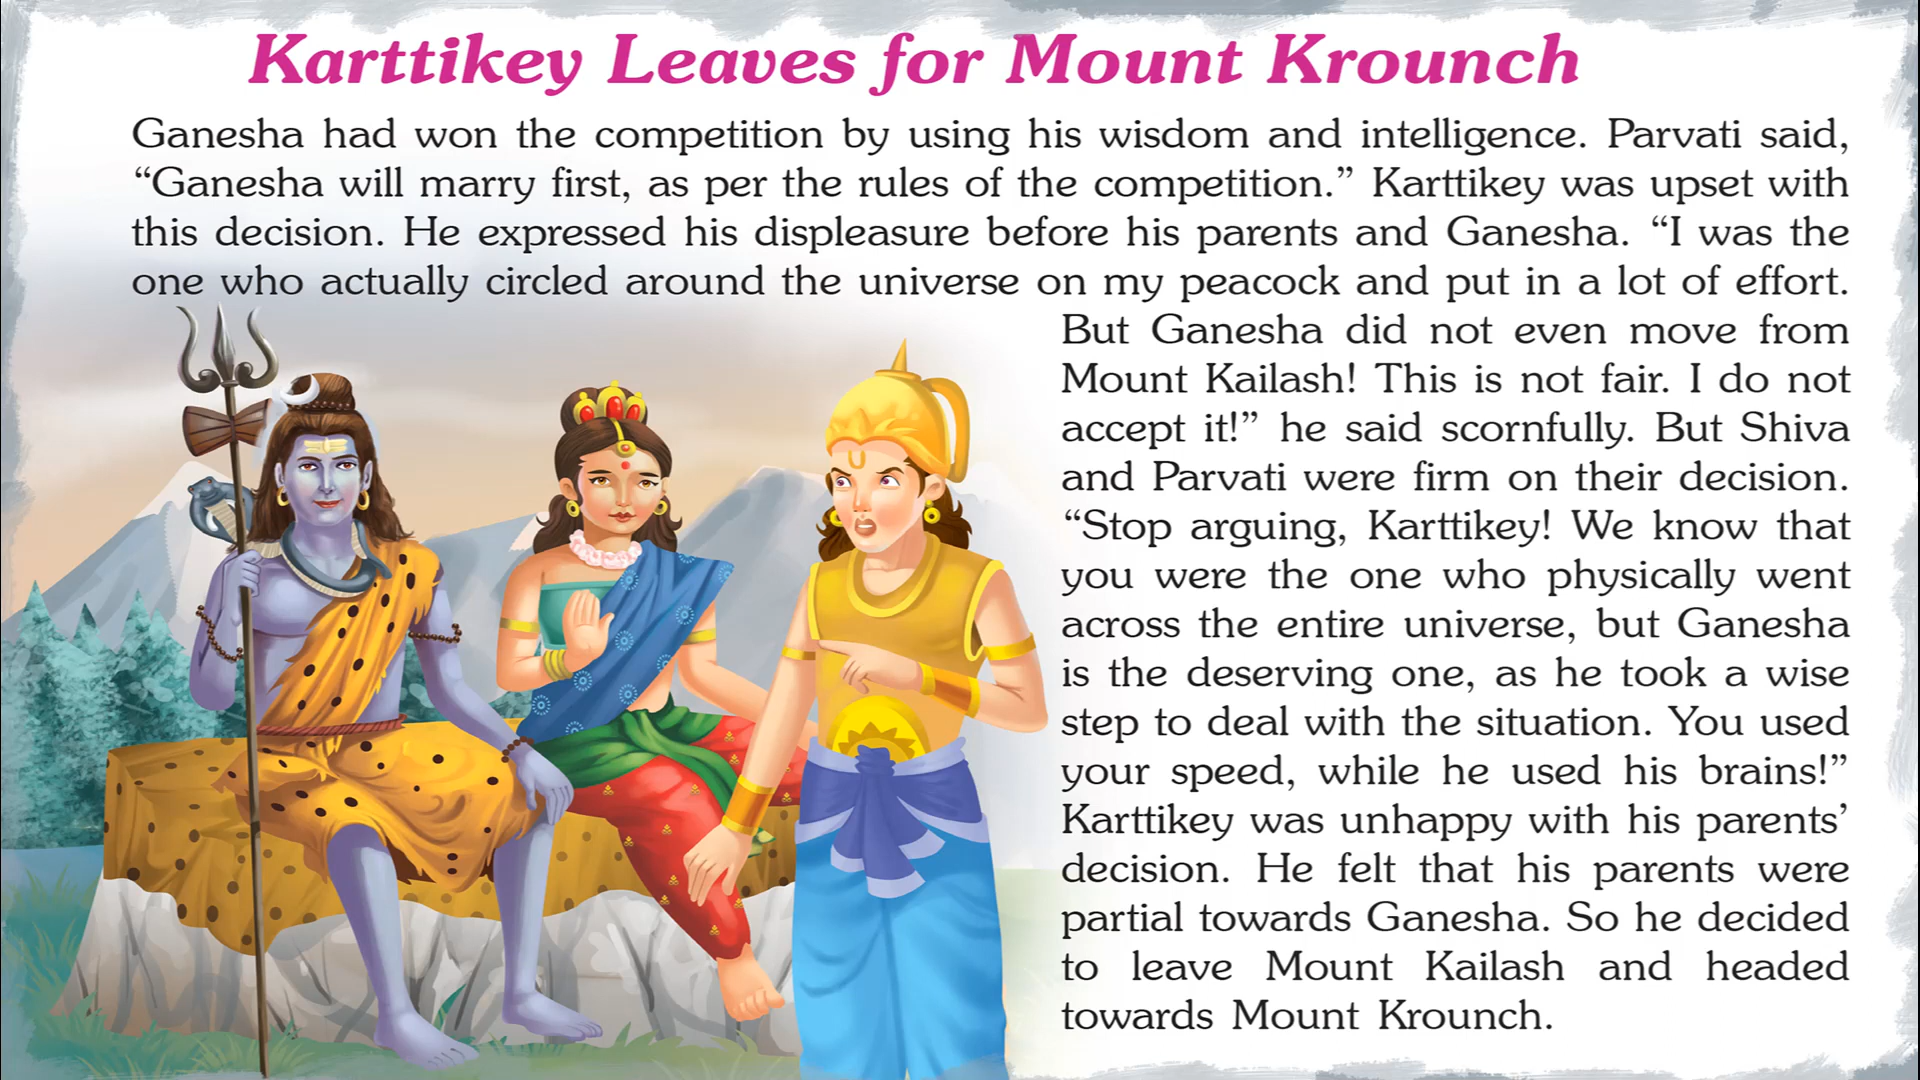 Karttikey Leaves for Mount Krounch
Ganesha had won the competition by using his wisdom and intelligence. Parvati said,
“Ganesha will marry first, as per the rules of the competition.” Karttikey was upset with
this decision. He expressed his displeasure before his parents and Ganesha. “I was the
one who actually circled around the universe on my peacock and put in a lot of effort.
But Ganesha did not even move from
Mount Kailash! This is not fair. I do not
accept it!” he said scornfully. But Shiva
and Parvati were firm on their decision.
“Stop arguing, Karttikey! We know that
you were the one who physically went
across the entire universe, but Ganesha
is the deserving one, as he took a wise
step to deal with the situation. You used
your speed, while he used his brains!”
Karttikey was unhappy with his parents’
decision. He felt that his parents were
partial towards Ganesha. So he decided
to leave Mount Kailash and headed
towards Mount Krounch.